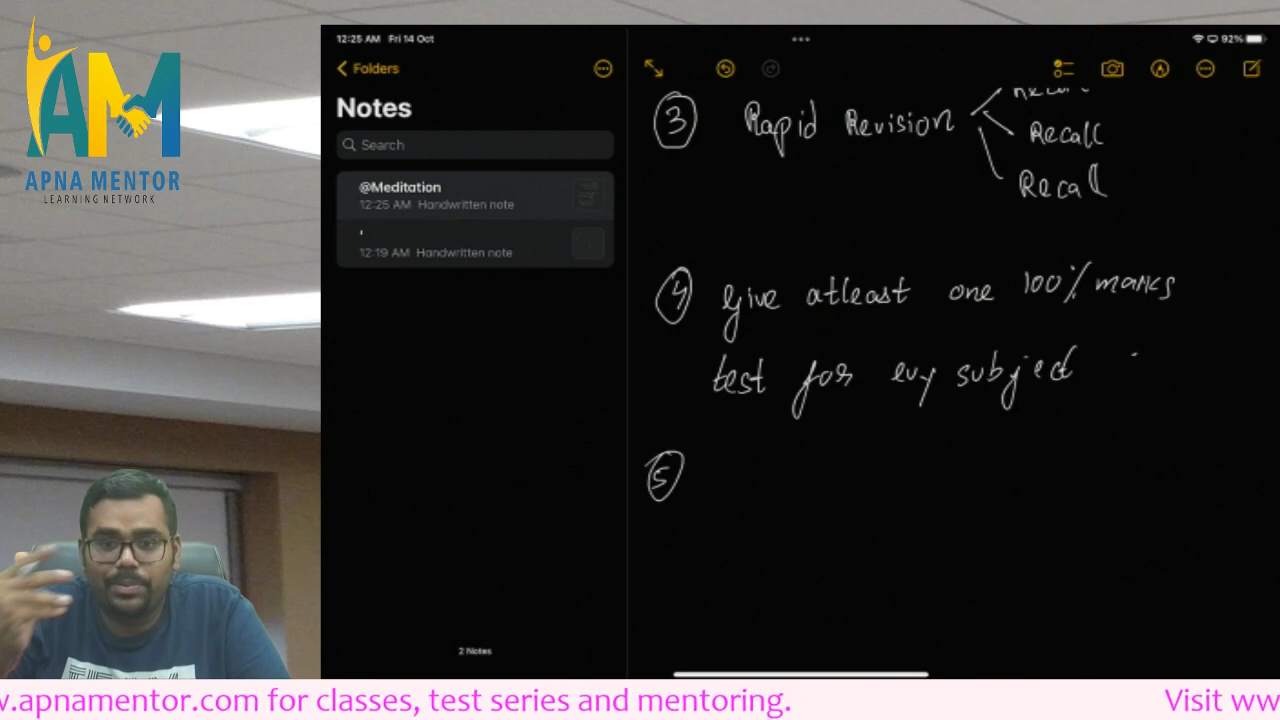 AM
APNA MENTOR
LEARNING NETWORK
12:25 AM Fri 14 Oct
92%
Folders
Notes
Search
@Meditation
12:25 AM Handwritten note
'
12:19 AM Handwritten note
2 Notes
3 Rapid Revision
Recall
Recall
4 Give atleast one 100% marks
test for evy subject
5
w.apnamentor.com for classes, test series and mentoring.
Visit ww